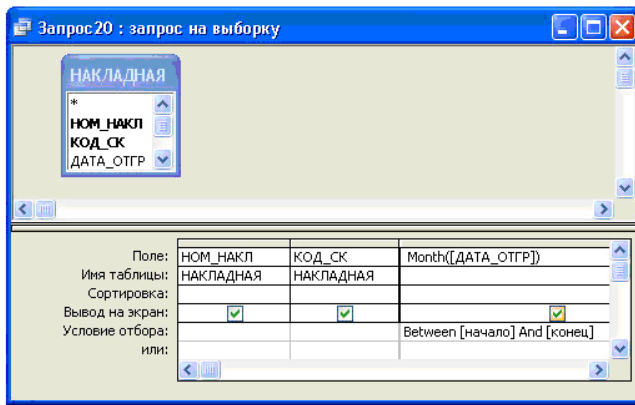 Запрос20 : запрос на выборку
НАКЛАДНАЯ
*
НОМ_НАКЛ
КОД_СК
ДАТА_ОТГР
Поле: НОМ_НАКЛ КОД_СК Month([ДАТА_ОТГР])
Имя таблицы: НАКЛАДНАЯ НАКЛАДНАЯ
Сортировка:
Вывод на экран:
Условие отбора: Between [начало] And [конец]
или: